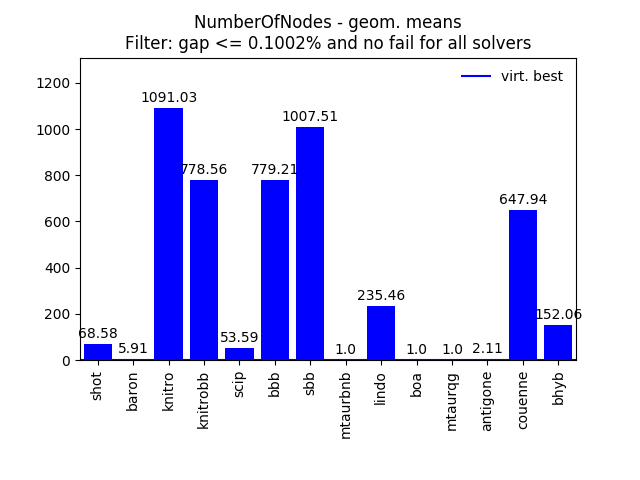 NumberOfNodes - geom. means
Filter: gap <= 0.1002% and no fail for all solvers
virt. best
1200
1000
800
600
400
200
0
68.58
5.91
1091.03
778.56
53.59
779.21
1007.51
1.0
235.46
1.0
1.0
2.11
647.94
152.06
shot
baron
knitro
knitrobb
scip
bbb
sbb
mtaurbnb
lindo
boa
mtaurqg
antigone
couenne
bhyb